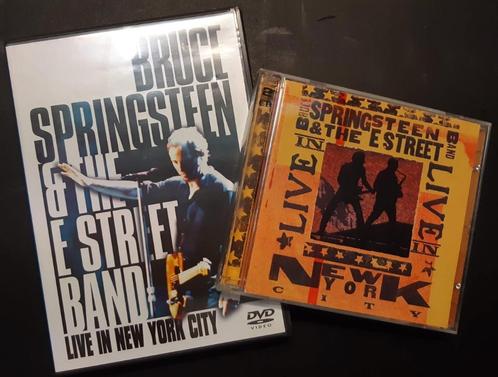 BRUCE
SPRINGSTEEN
& THE
E STREET
BAND
LIVE IN NEW YORK CITY
DVD
VIDEO
BRUCE SPRINGSTEEN
& THE E STREET BAND
LIVE IN
LIVE IN
NEW
YORK
CITY